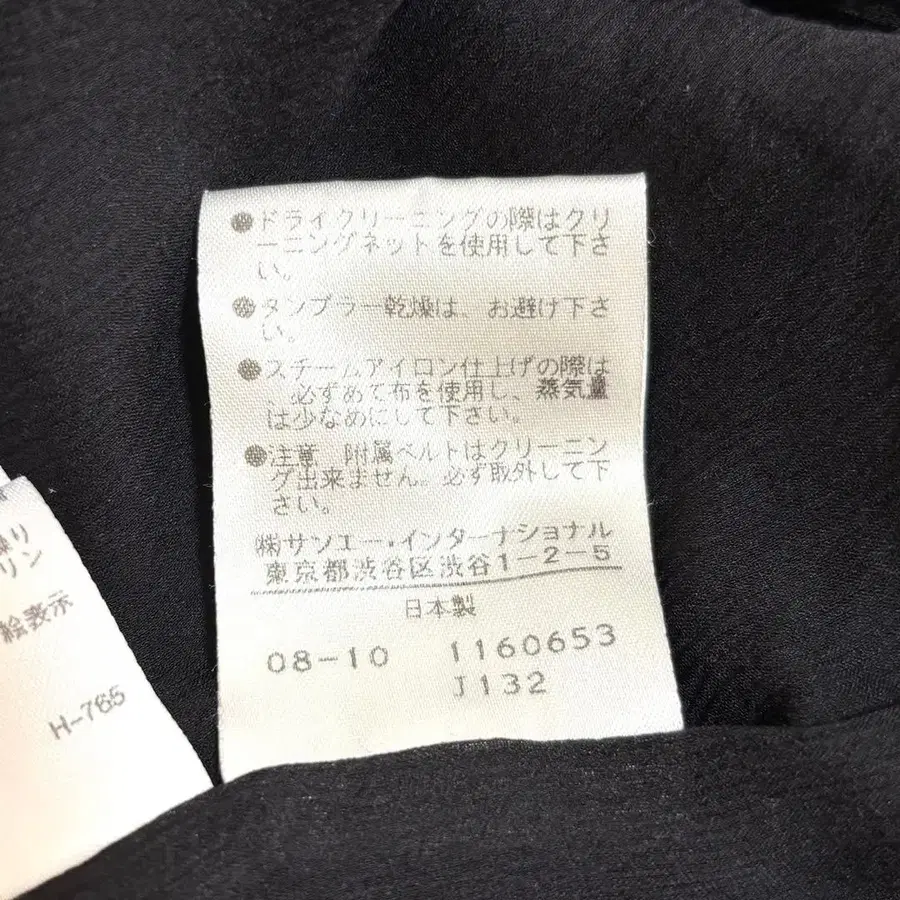 ●ドライクリーニングの際はクリ
ーニングネットを使用して下さ
い。
●タンブラー乾燥は、お避け下さ
い。
●スチームアイロン仕上げの際は
、必ずあて布を使用し、蒸気量
は少なめにして下さい。
●注意 附属ベルトはクリーニン
グ出来ません。必ず取外して下
さい。
㈱サンエー・インターナショナル
東京都渋谷区渋谷1-2-5
日本製
08-10 1160653
J132
り
リン
絵表示
H-765